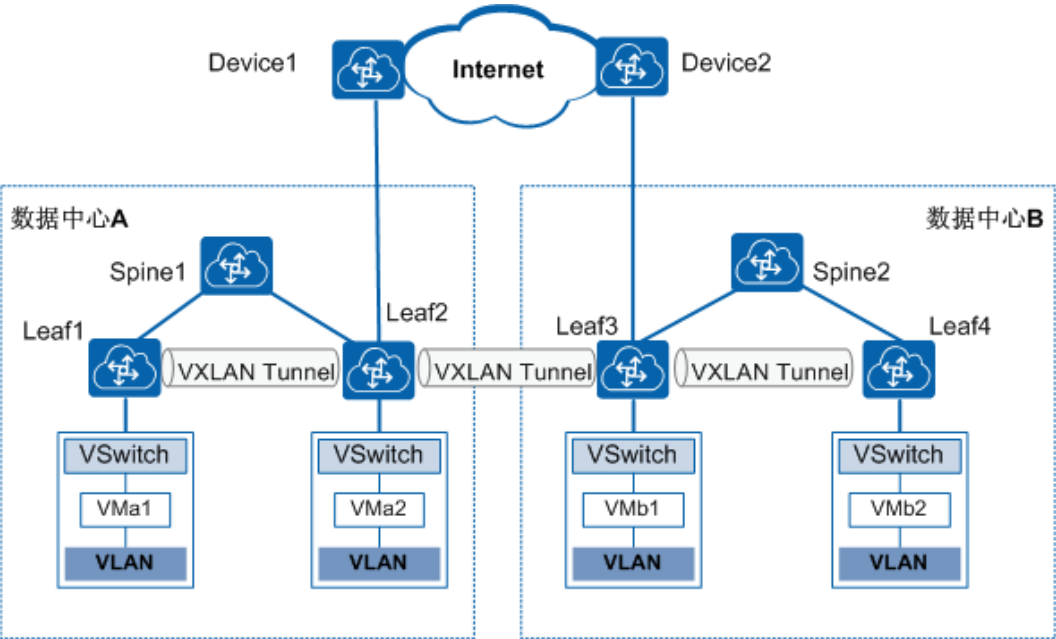 Device1
Internet
Device2
数据中心A
数据中心B
Spine1
Spine2
Leaf1
Leaf2
Leaf3
Leaf4
VXLAN Tunnel
VXLAN Tunnel
VXLAN Tunnel
VSwitch
VSwitch
VSwitch
VSwitch
VMa1
VMa2
VMb1
VMb2
VLAN
VLAN
VLAN
VLAN